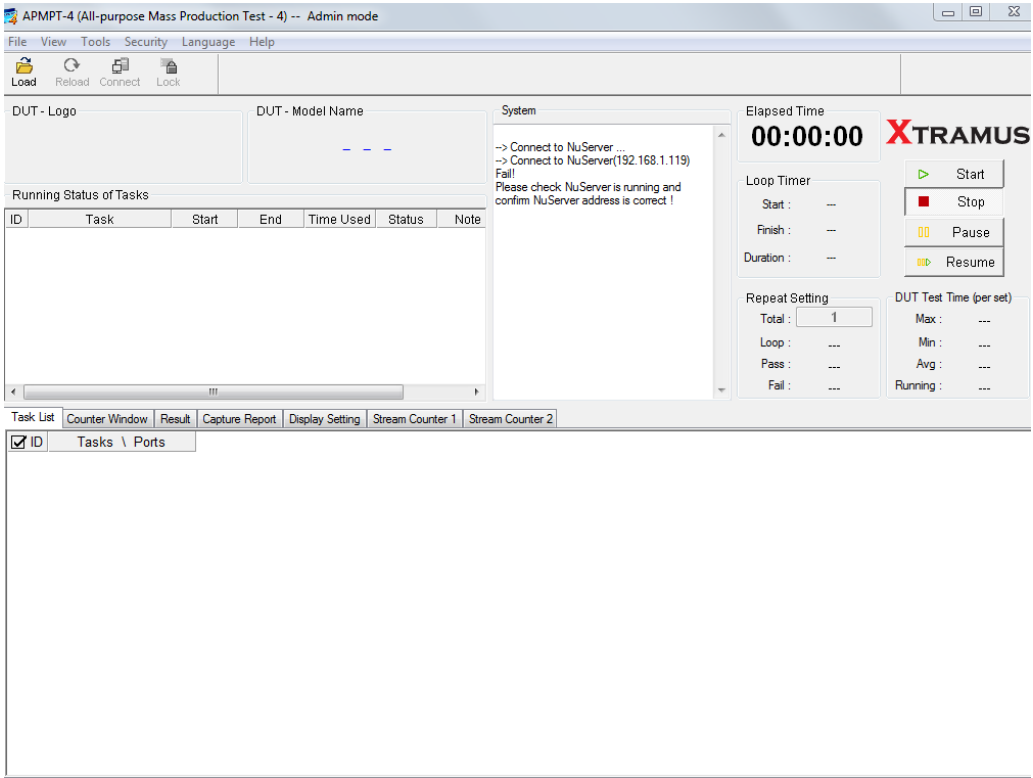 APMPT-4 (All-purpose Mass Production Test - 4) -- Admin mode
File View Tools Security Language Help
Load Reload Connect Lock
DUT - Logo
DUT - Model Name
– – –
Running Status of Tasks
ID Task Start End Time Used Status Note
System
--> Connect to NuServer ...
--> Connect to NuServer(192.168.1.119)
Fail!
Please check NuServer is running and
confirm NuServer address is correct !
Elapsed Time
00:00:00
Loop Timer
Start : ---
Finish : ---
Duration : ---
XTRAMUS
Start
Stop
Pause
Resume
Repeat Setting
Total : 1
Loop : ---
Pass : ---
Fail : ---
DUT Test Time (per set)
Max : ---
Min : ---
Avg : ---
Running : ---
Task List Counter Window Result Capture Report Display Setting Stream Counter 1 Stream Counter 2
ID Tasks \ Ports